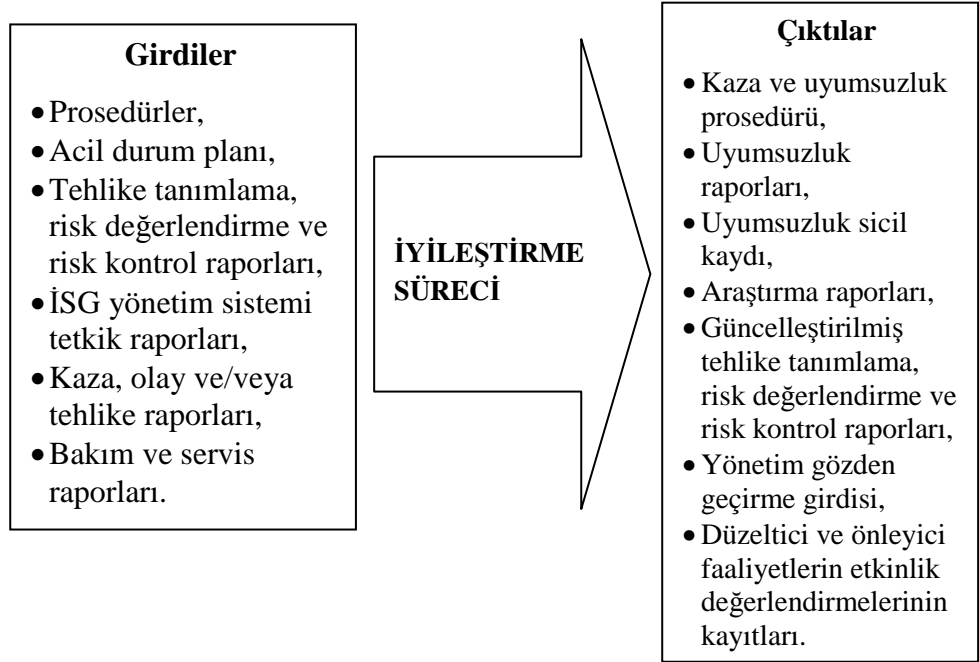 Girdiler
• Prosedürler,
• Acil durum planı,
• Tehlike tanımlama,
risk değerlendirme ve
risk kontrol raporları,
• İSG yönetim sistemi
tetkik raporları,
• Kaza, olay ve/veya
tehlike raporları,
• Bakım ve servis
raporları.
İYİLEŞTİRME
SÜRECİ
Çıktılar
• Kaza ve uyumsuzluk
prosedürü,
• Uyumsuzluk
raporları,
• Uyumsuzluk sicil
kaydı,
• Araştırma raporları,
• Güncelleştirilmiş
tehlike tanımlama,
risk değerlendirme ve
risk kontrol raporları,
• Yönetim gözden
geçirme girdisi,
• Düzeltici ve önleyici
faaliyetlerin etkinlik
değerlendirmelerinin
kayıtları.